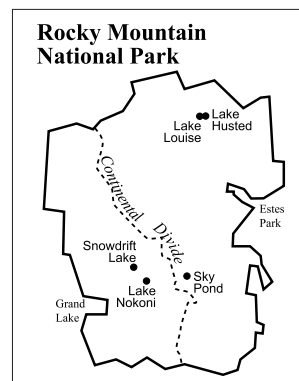 Rocky Mountain
National Park
Lake
Husted
Lake
Louise
Continental
Divide
Estes
Park
Snowdrift
Lake
Sky
Pond
Lake
Nokoni
Grand
Lake